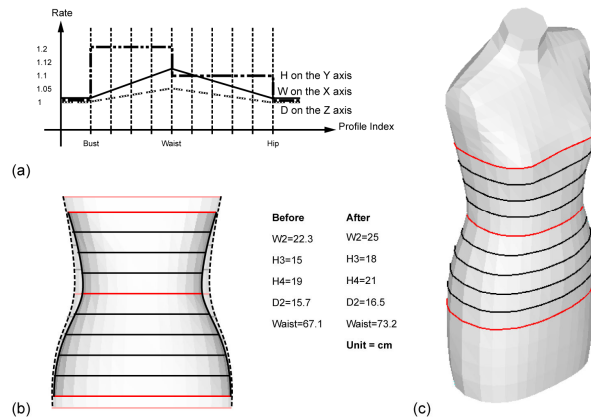 Rate
1.2
1.12
1.1
1.05
1
H on the Y axis
W on the X axis
D on the Z axis
Profile Index
Bust
Waist
Hip
(a)
Before After
W2=22.3 W2=25
H3=15 H3=18
H4=19 H4=21
D2=15.7 D2=16.5
Waist=67.1 Waist=73.2
Unit = cm
(b)
(c)